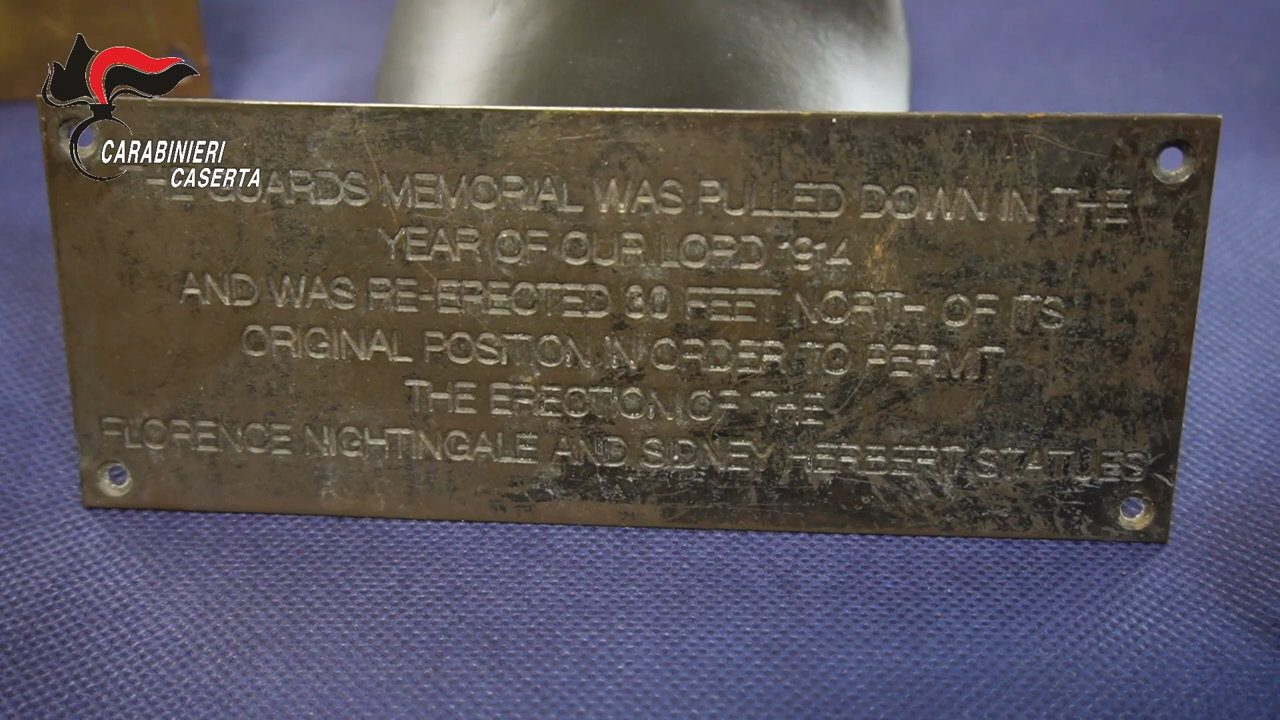 CARABINIERI
CASERTA
THE GUARDS MEMORIAL WAS PULLED DOWN IN THE
YEAR OF OUR LORD 1914
AND WAS RE-ERECTED 30 FEET NORTH OF ITS
ORIGINAL POSITION IN ORDER TO PERMIT
THE ERECTION OF THE
FLORENCE NIGHTINGALE AND SIDNEY HERBERT STATUES